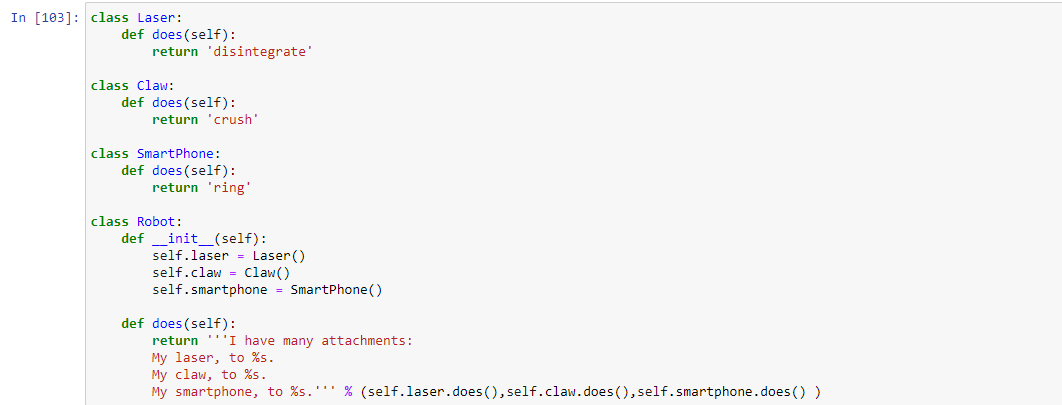 In [103]: class Laser:
    def does(self):
        return 'disintegrate'
class Claw:
    def does(self):
        return 'crush'
class SmartPhone:
    def does(self):
        return 'ring'
class Robot:
    def __init__(self):
        self.laser = Laser()
        self.claw = Claw()
        self.smartphone = SmartPhone()
    def does(self):
        return '''I have many attachments:
        My laser, to %s.
        My claw, to %s.
        My smartphone, to %s.''' % (self.laser.does(),self.claw.does(),self.smartphone.does() )